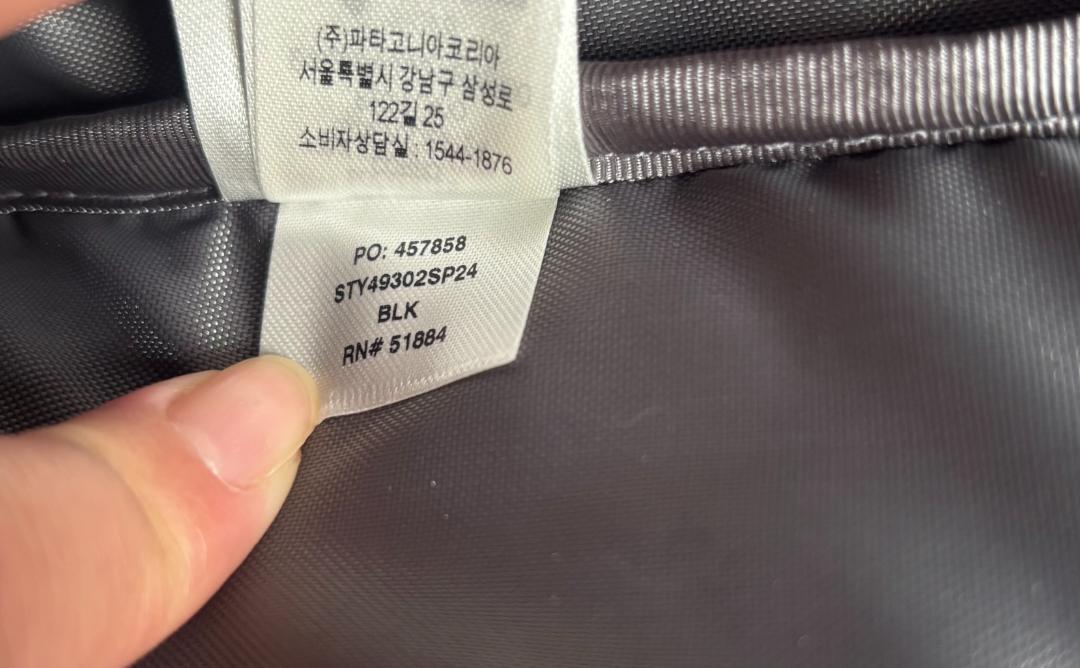 (주)파타고니아코리아
서울특별시 강남구 삼성로
122길 25
소비자상담실 : 1544-1876
PO: 457858
STY49302SP24
BLK
RN# 51884